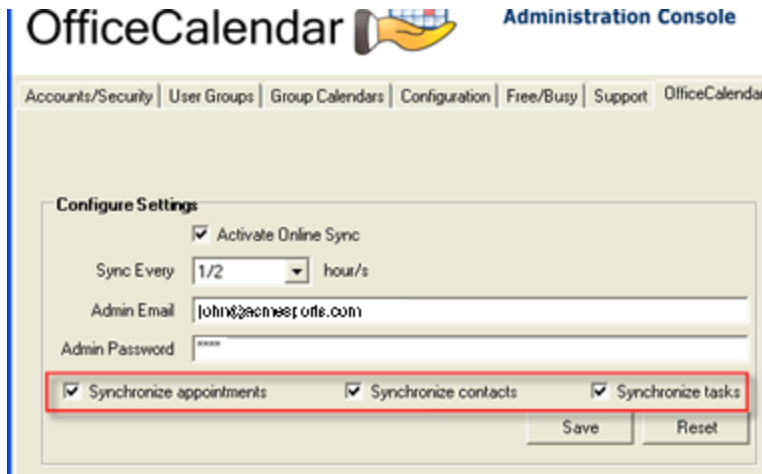 OfficeCalendar
Administration Console
Accounts/Security User Groups Group Calendars Configuration Free/Busy Support OfficeCalendar
Configure Settings
Activate Online Sync
Sync Every 1/2 hour/s
Admin Email john@acmesports.com
Admin Password ****
Synchronize appointments Synchronize contacts Synchronize tasks
Save Reset